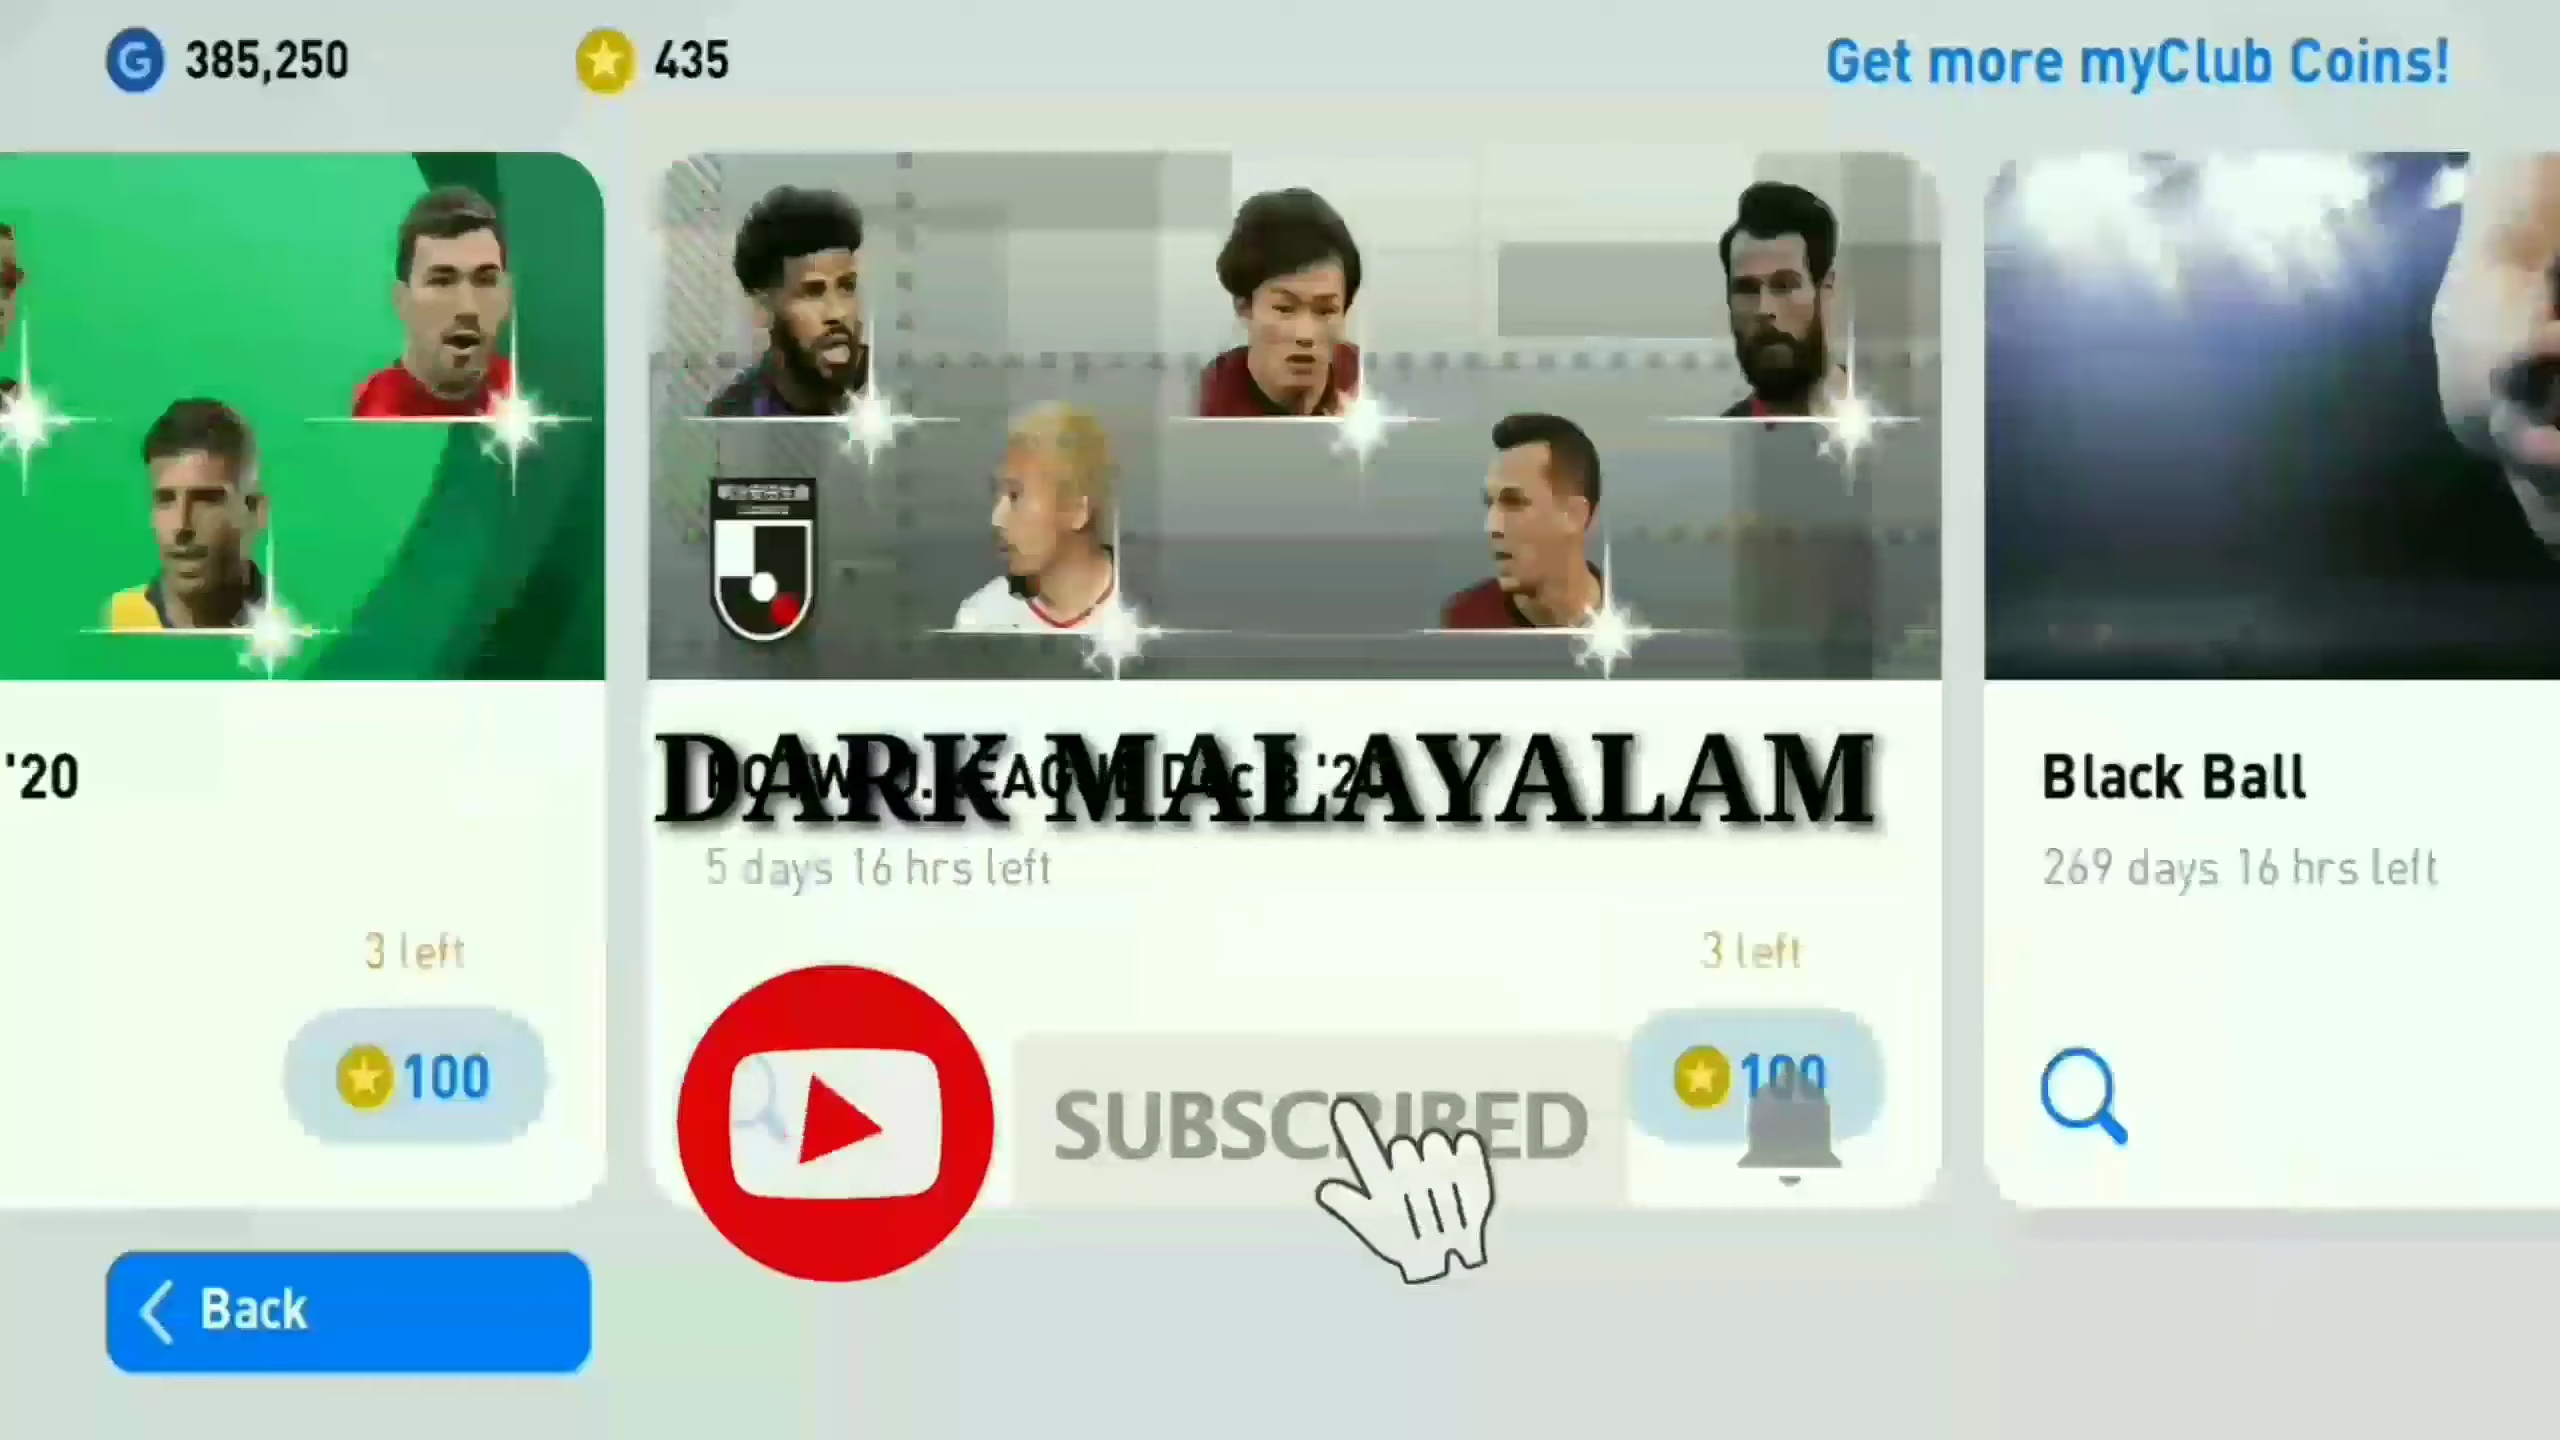 385,250
435
Get more myClub Coins!
'20
DARK MALAYALAM
Black Ball
5 days 16 hrs left
269 days 16 hrs left
3 left
3 left
100
100
SUBSCRIBED
Back